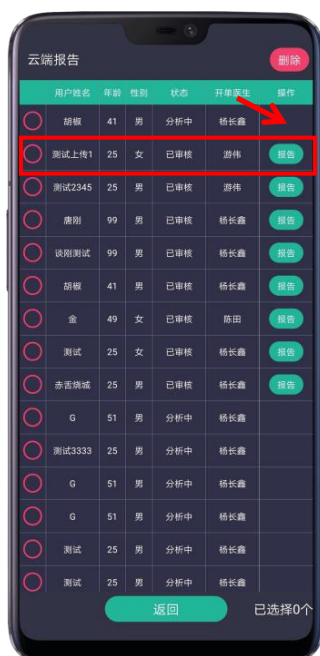 云端报告 删除
用户姓名 年龄 性别 状态 开单医生 操作
胡椒 41 男 分析中 杨长鑫
测试上传1 25 女 已审核 游伟 报告
测试2345 25 男 已审核 游伟 报告
唐刚 99 男 已审核 杨长鑫 报告
谈刚测试 99 男 已审核 杨长鑫 报告
胡椒 41 男 已审核 杨长鑫 报告
金 49 女 已审核 陈田 报告
测试 25 女 已审核 杨长鑫 报告
赤舌烧城 25 男 已审核 杨长鑫 报告
G 51 男 分析中 杨长鑫
测试3333 25 男 分析中 杨长鑫
G 51 男 分析中 杨长鑫
G 51 男 分析中 杨长鑫
测试 25 男 分析中 杨长鑫
测试 25 男 分析中 杨长鑫
返回 已选择0个